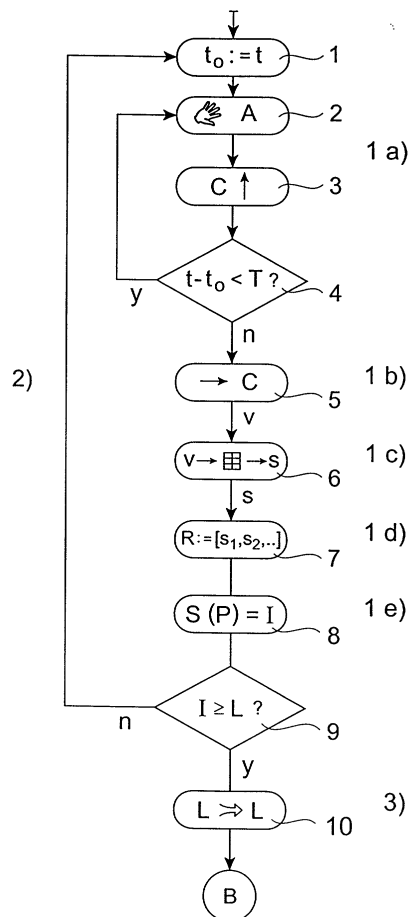 t₀ := t 1
A 2
1 a)
C ↑ 3
t-t₀ < T ? 4
y
n
2)
→ C 5
1 b)
v
v→ ⊞ →s 6
1 c)
s
R:=[s₁,s₂,..] 7
1 d)
S (P) = I 8
1 e)
I ≥ L ? 9
n
y
L ⤖ L 10
3)
B